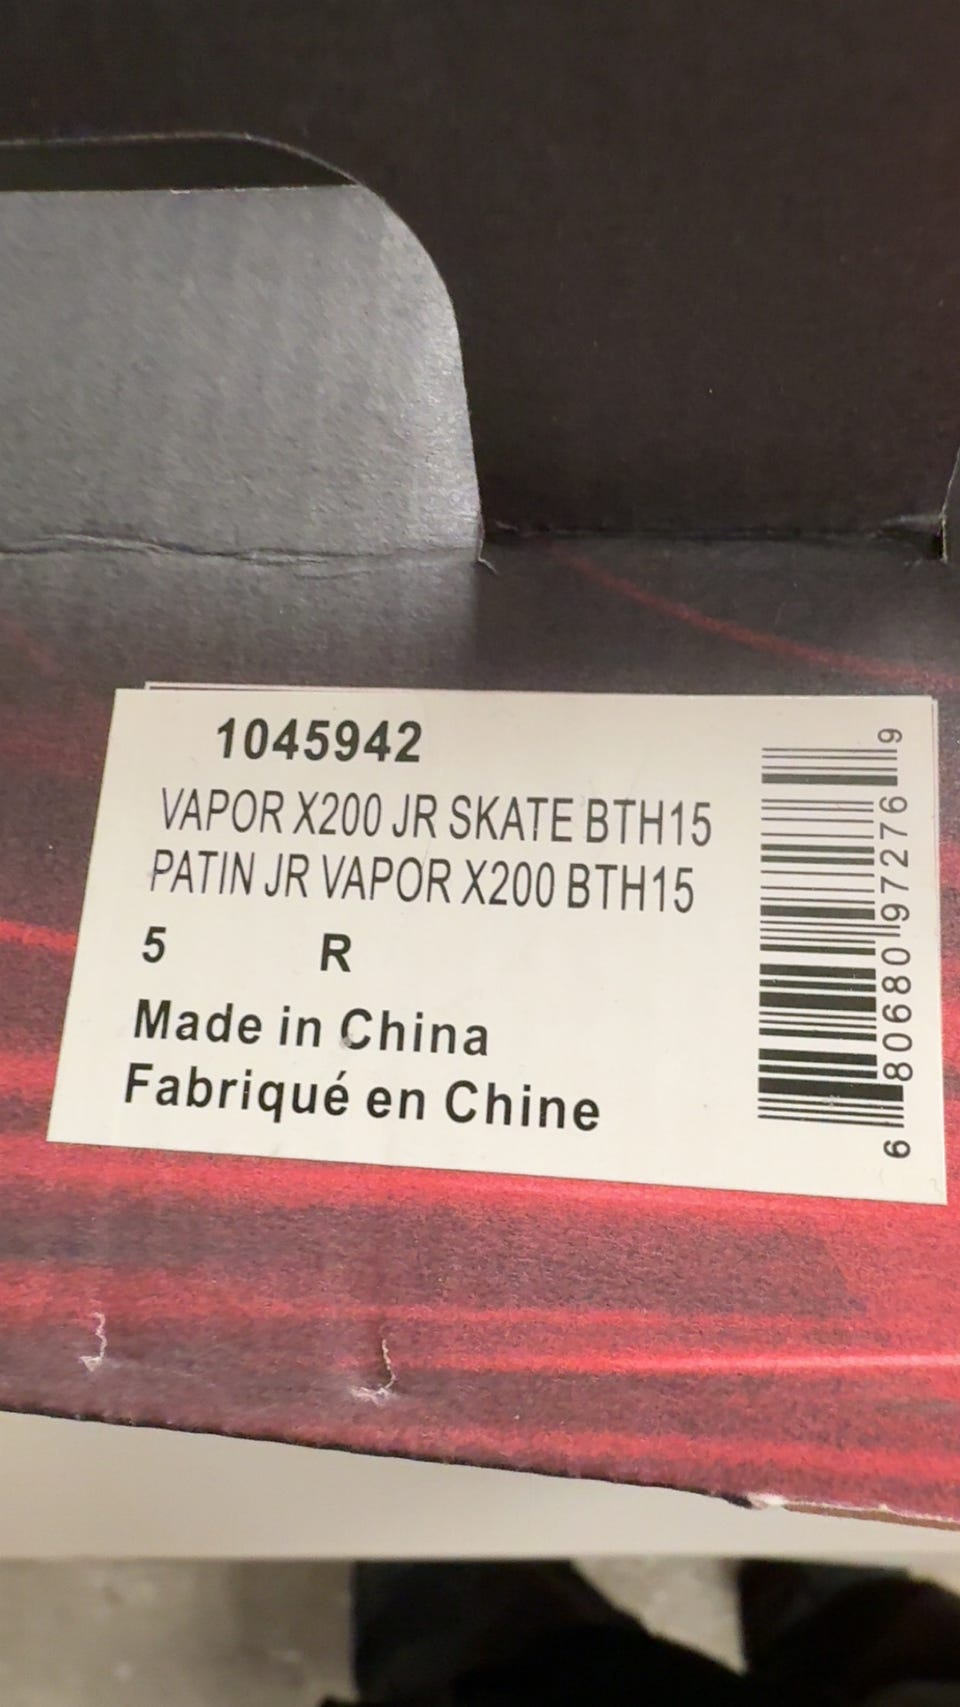 1045942
VAPOR X200 JR SKATE BTH15
PATIN JR VAPOR X200 BTH15
5 R
Made in China
Fabriqué en Chine
6 80680 97276 9